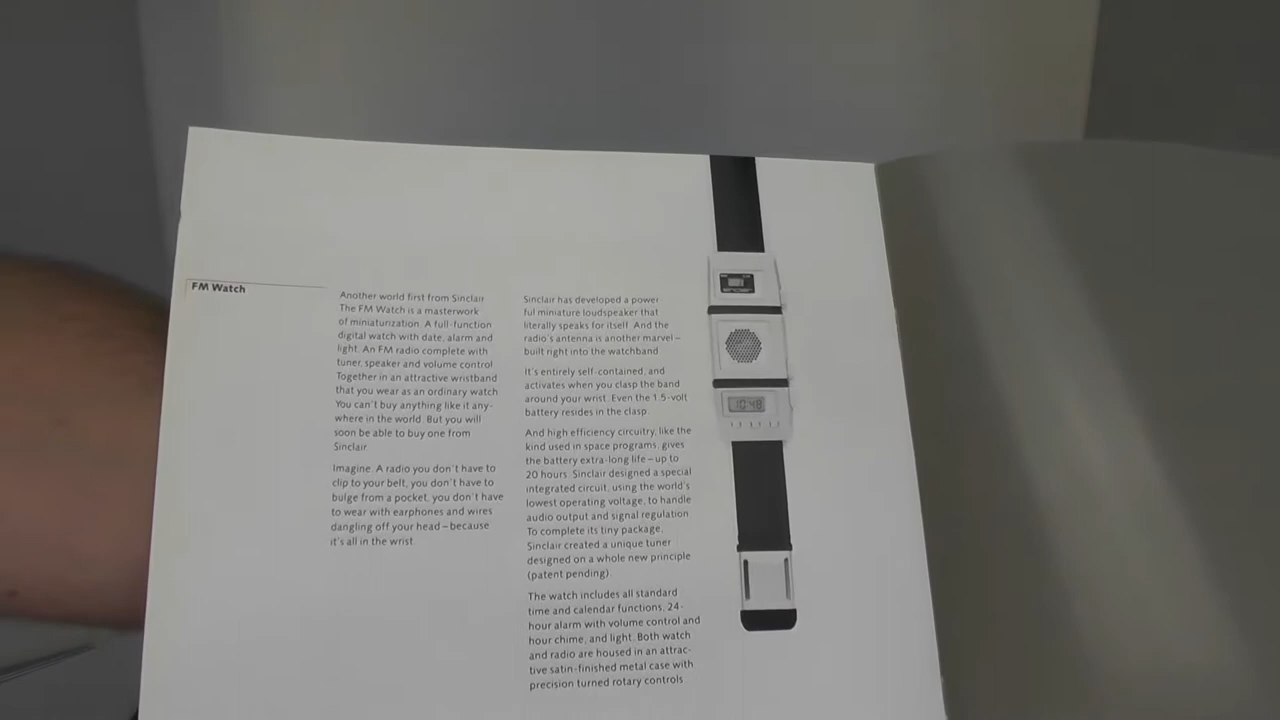 FM Watch
Another world first from Sinclair
The FM Watch is a masterwork
of miniaturization. A full-function
digital watch with date, alarm and
light. An FM radio complete with
tuner, speaker and volume control
Together in an attractive wristband
that you wear as an ordinary watch
You can't buy anything like it any-
where in the world. But you will
soon be able to buy one from
Sinclair.
Imagine. A radio you don't have to
clip to your belt, you don't have to
bulge from a pocket, you don't have
to wear with earphones and wires
dangling off your head – because
it's all in the wrist.
Sinclair has developed a power
ful miniature loudspeaker that
literally speaks for itself. And the
radio's antenna is another marvel –
built right into the watchband
It's entirely self-contained, and
activates when you clasp the band
around your wrist. Even the 1.5-volt
battery resides in the clasp.
And high efficiency circuitry, like the
kind used in space programs, gives
the battery extra-long life – up to
20 hours. Sinclair designed a special
integrated circuit, using the world's
lowest operating voltage, to handle
audio output and signal regulation
To complete its tiny package,
Sinclair created a unique tuner
designed on a whole new principle
(patent pending)
The watch includes all standard
time and calendar functions, 24-
hour alarm with volume control and
hour chime, and light. Both watch
and radio are housed in an attrac-
tive satin-finished metal case with
precision turned rotary controls
sinclair
10:48